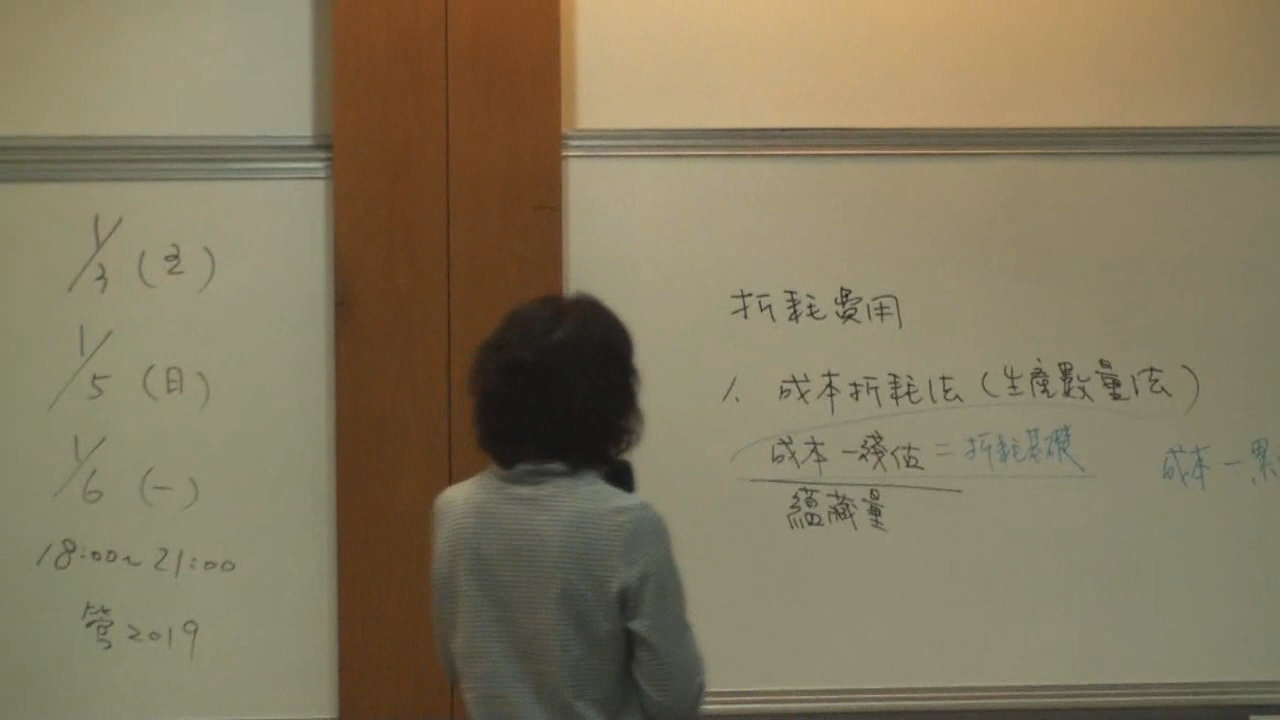 1/3 (五)
1/5 (日)
1/6 (一)
18:00~21:00
管2019
折耗費用
1. 成本折耗法(生產數量法)
成本-殘估=折耗基礎
蘊藏量
成本-累